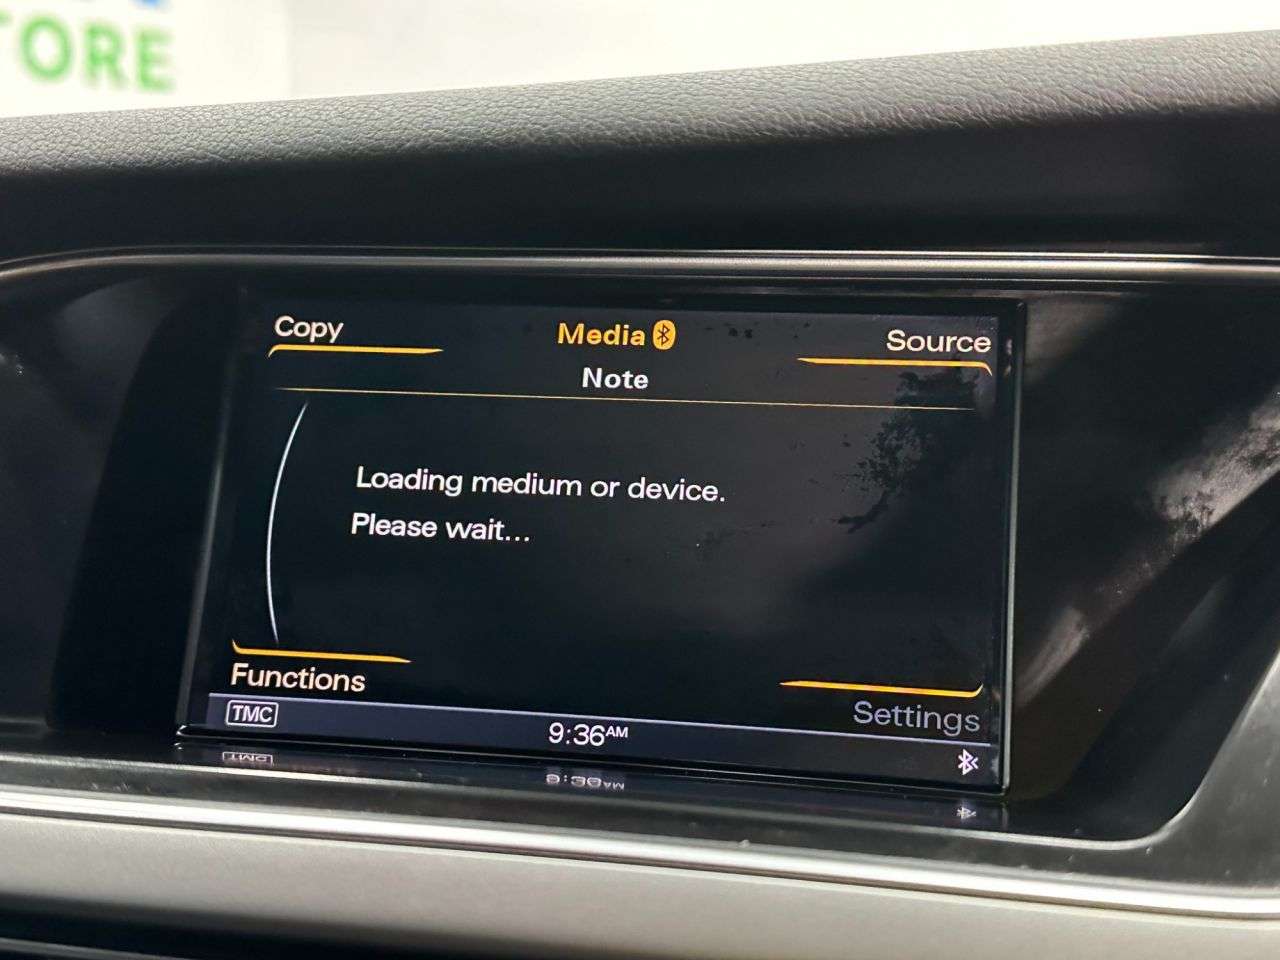 TORE
Copy
Media
Source
Note
Loading medium or device.
Please wait...
Functions
Settings
TMC
9:36AM